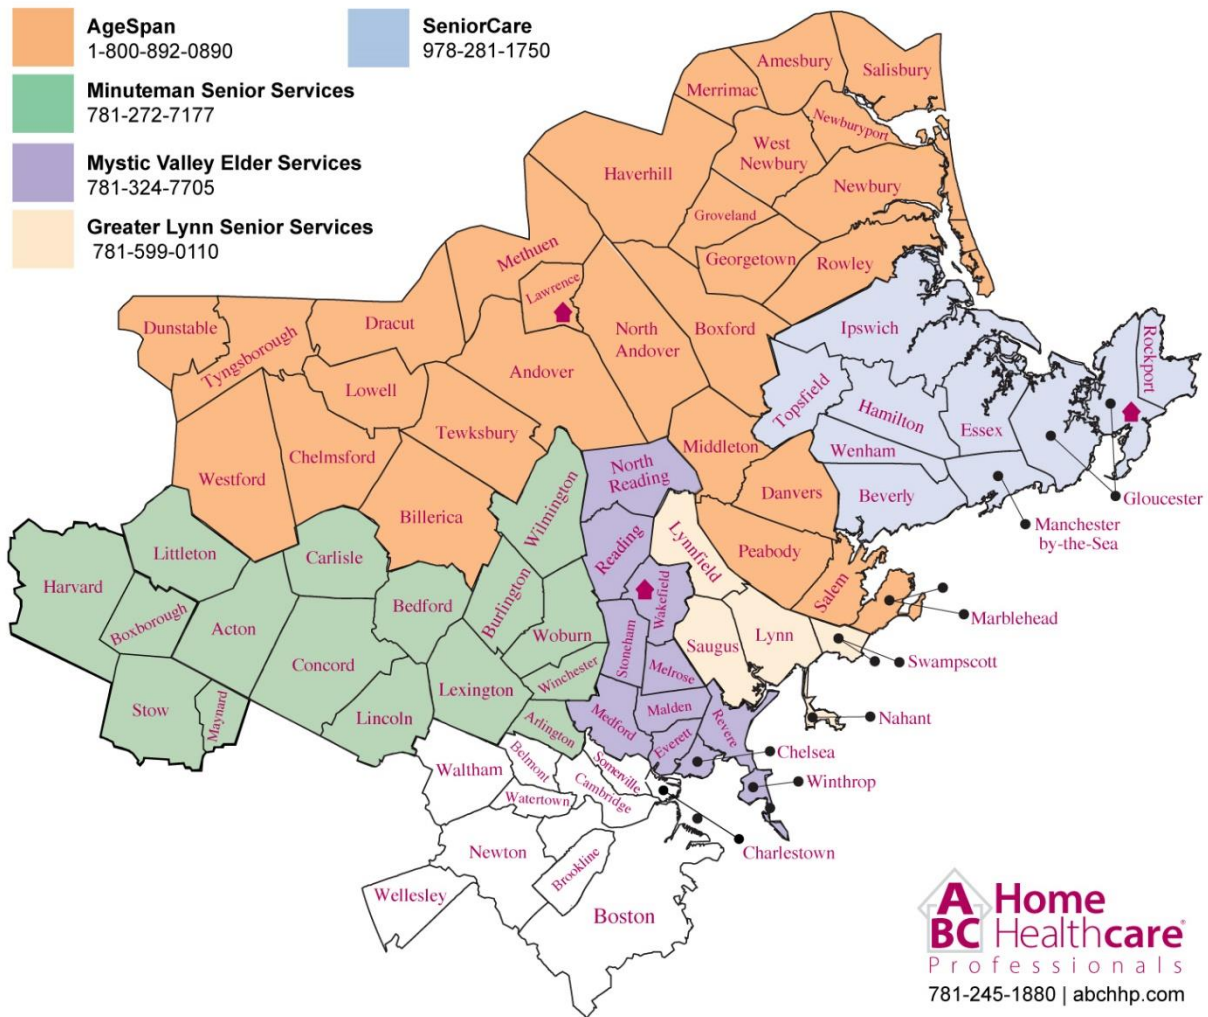 AgeSpan
1-800-892-0890
SeniorCare
978-281-1750
Minuteman Senior Services
781-272-7177
Mystic Valley Elder Services
781-324-7705
Greater Lynn Senior Services
781-599-0110
Amesbury
Salisbury
Merrimac
Newburyport
West
Newbury
Haverhill
Newbury
Groveland
Methuen
Georgetown
Rowley
Lawrence
Dunstable
Tyngsborough
Dracut
North
Andover
Boxford
Ipswich
Rockport
Andover
Lowell
Topsfield
Hamilton
Essex
Tewksbury
Middleton
Wenham
Chelmsford
Westford
North
Reading
Danvers
Beverly
Gloucester
Billerica
Wilmington
Manchester
by-the-Sea
Littleton
Carlisle
Reading
Lynnfield
Peabody
Harvard
Salem
Wakefield
Burlington
Bedford
Marblehead
Boxborough
Acton
Woburn
Stoneham
Saugus
Lynn
Swampscott
Concord
Winchester
Melrose
Lexington
Stow
Maynard
Lincoln
Arlington
Medford
Malden
Revere
Nahant
Everett
Chelsea
Belmont
Somerville
Waltham
Winthrop
Watertown
Cambridge
Charlestown
Newton
Brookline
Wellesley
Boston
A Home
BC Healthcare®
Professionals
781-245-1880 | abchhp.com